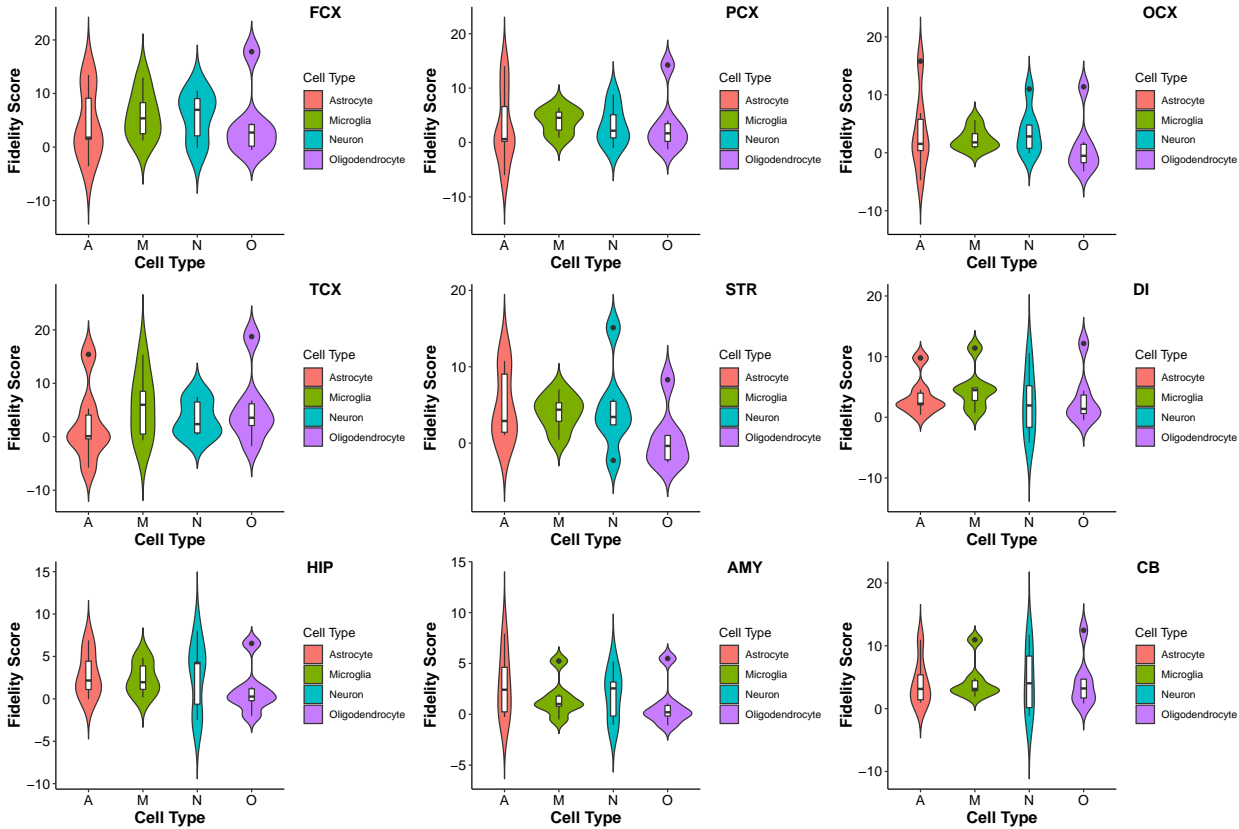 FCX
Fidelity Score
20
10
0
−10
A M N O
Cell Type
Cell Type
Astrocyte
Microglia
Neuron
Oligodendrocyte
PCX
Fidelity Score
20
10
0
−10
A M N O
Cell Type
Cell Type
Astrocyte
Microglia
Neuron
Oligodendrocyte
OCX
Fidelity Score
20
10
0
−10
A M N O
Cell Type
Cell Type
Astrocyte
Microglia
Neuron
Oligodendrocyte
TCX
Fidelity Score
20
10
0
−10
A M N O
Cell Type
Cell Type
Astrocyte
Microglia
Neuron
Oligodendrocyte
STR
Fidelity Score
20
10
0
A M N O
Cell Type
Cell Type
Astrocyte
Microglia
Neuron
Oligodendrocyte
DI
Fidelity Score
20
10
0
−10
A M N O
Cell Type
Cell Type
Astrocyte
Microglia
Neuron
Oligodendrocyte
HIP
Fidelity Score
15
10
5
0
−5
−10
A M N O
Cell Type
Cell Type
Astrocyte
Microglia
Neuron
Oligodendrocyte
AMY
Fidelity Score
15
10
5
0
−5
A M N O
Cell Type
Cell Type
Astrocyte
Microglia
Neuron
Oligodendrocyte
CB
Fidelity Score
20
10
0
−10
A M N O
Cell Type
Cell Type
Astrocyte
Microglia
Neuron
Oligodendrocyte